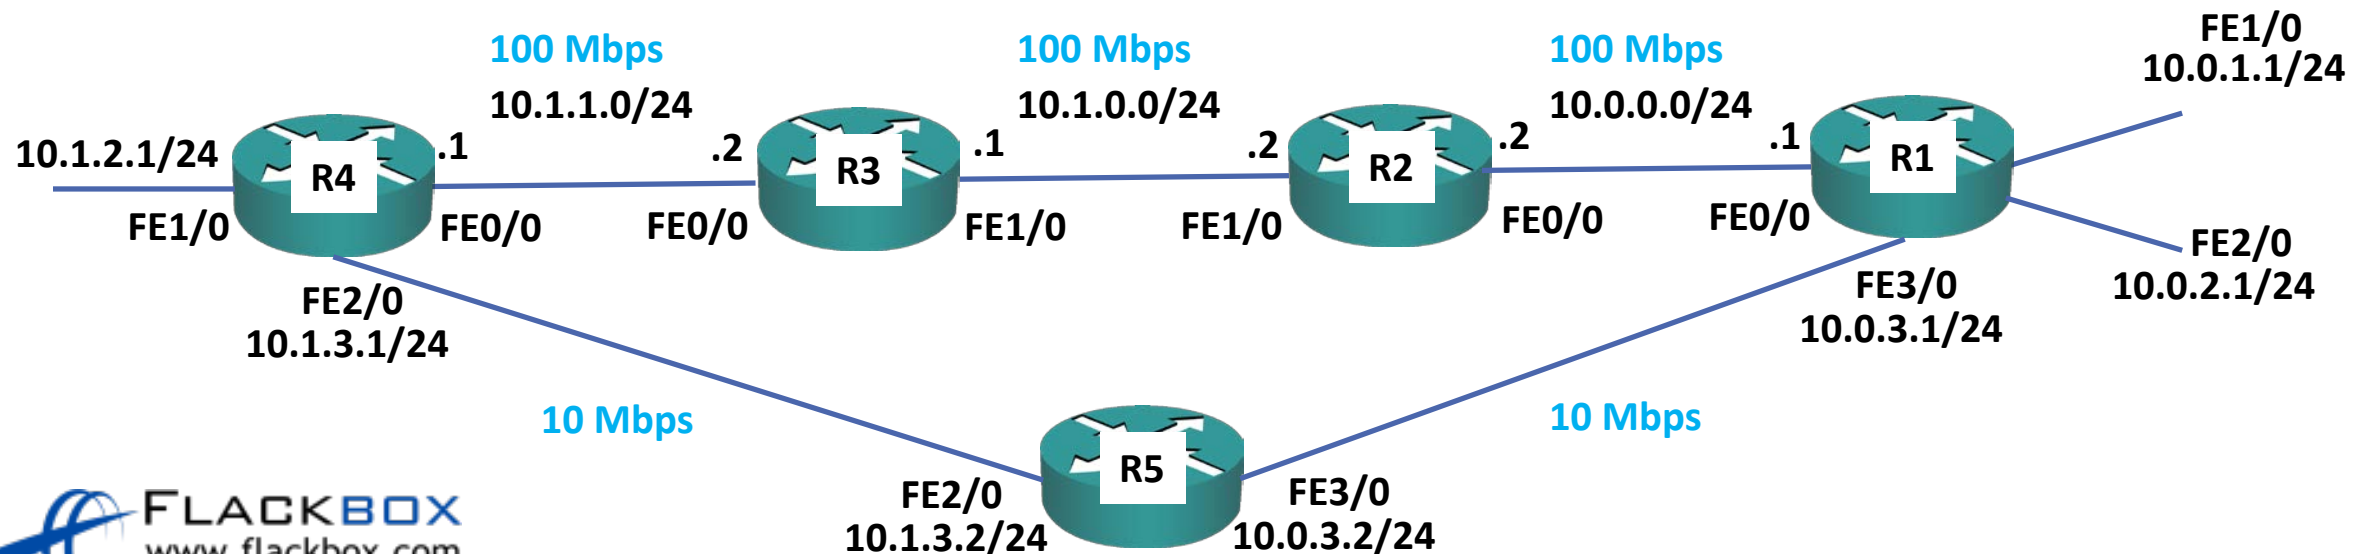 100 Mbps
100 Mbps
100 Mbps
FE1/0
10.0.1.1/24
10.1.1.0/24
10.1.0.0/24
10.0.0.0/24
10.1.2.1/24
R4
.1
.2
R3
.1
.2
R2
.2
.1
R1
FE1/0
FE0/0
FE0/0
FE1/0
FE1/0
FE0/0
FE0/0
FE2/0
10.0.2.1/24
FE2/0
10.1.3.1/24
FE3/0
10.0.3.1/24
10 Mbps
10 Mbps
R5
FE2/0
10.1.3.2/24
FE3/0
10.0.3.2/24
FLACKBOX
www.flackbox.com